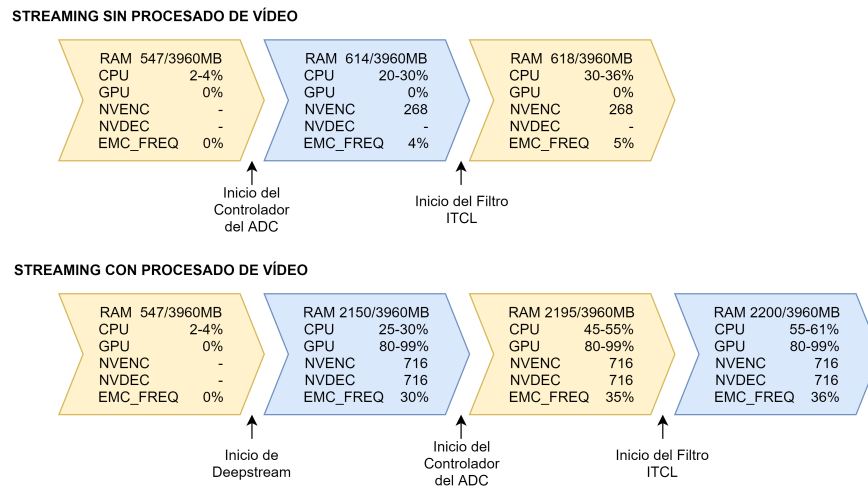 STREAMING SIN PROCESADO DE VÍDEO
RAM 547/3960MB
CPU 2-4%
GPU 0%
NVENC -
NVDEC -
EMC_FREQ 0%
RAM 614/3960MB
CPU 20-30%
GPU 0%
NVENC 268
NVDEC -
EMC_FREQ 4%
RAM 618/3960MB
CPU 30-36%
GPU 0%
NVENC 268
NVDEC -
EMC_FREQ 5%
Inicio del
Controlador
del ADC
Inicio del Filtro
ITCL
STREAMING CON PROCESADO DE VÍDEO
RAM 547/3960MB
CPU 2-4%
GPU 0%
NVENC -
NVDEC -
EMC_FREQ 0%
RAM 2150/3960MB
CPU 25-30%
GPU 80-99%
NVENC 716
NVDEC 716
EMC_FREQ 30%
RAM 2195/3960MB
CPU 45-55%
GPU 80-99%
NVENC 716
NVDEC 716
EMC_FREQ 35%
RAM 2200/3960MB
CPU 55-61%
GPU 80-99%
NVENC 716
NVDEC 716
EMC_FREQ 36%
Inicio de
Deepstream
Inicio del
Controlador
del ADC
Inicio del Filtro
ITCL